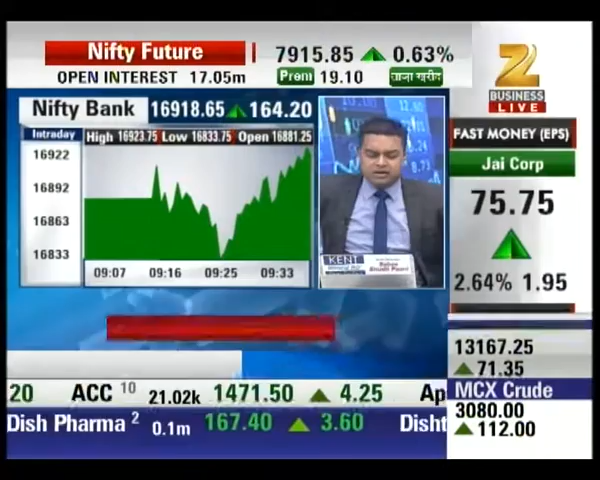 Nifty Future
7915.85 0.63%
OPEN INTEREST 17.05m
Prem 19.10 ताज़ा खरीद
Z
BUSINESS
LIVE
Nifty Bank 16918.65 164.20
Intraday High 16923.75 Low 16833.75 Open 16881.25
16922
16892
16863
16833
09:07 09:16 09:25 09:33
KENT
FAST MONEY (EPS)
Jai Corp
75.75
2.64% 1.95
13167.25
71.35
MCX Crude
3080.00
112.00
20 ACC 10 21.02k 1471.50 4.25 Ap
Dish Pharma 2 0.1m 167.40 3.60 Disht